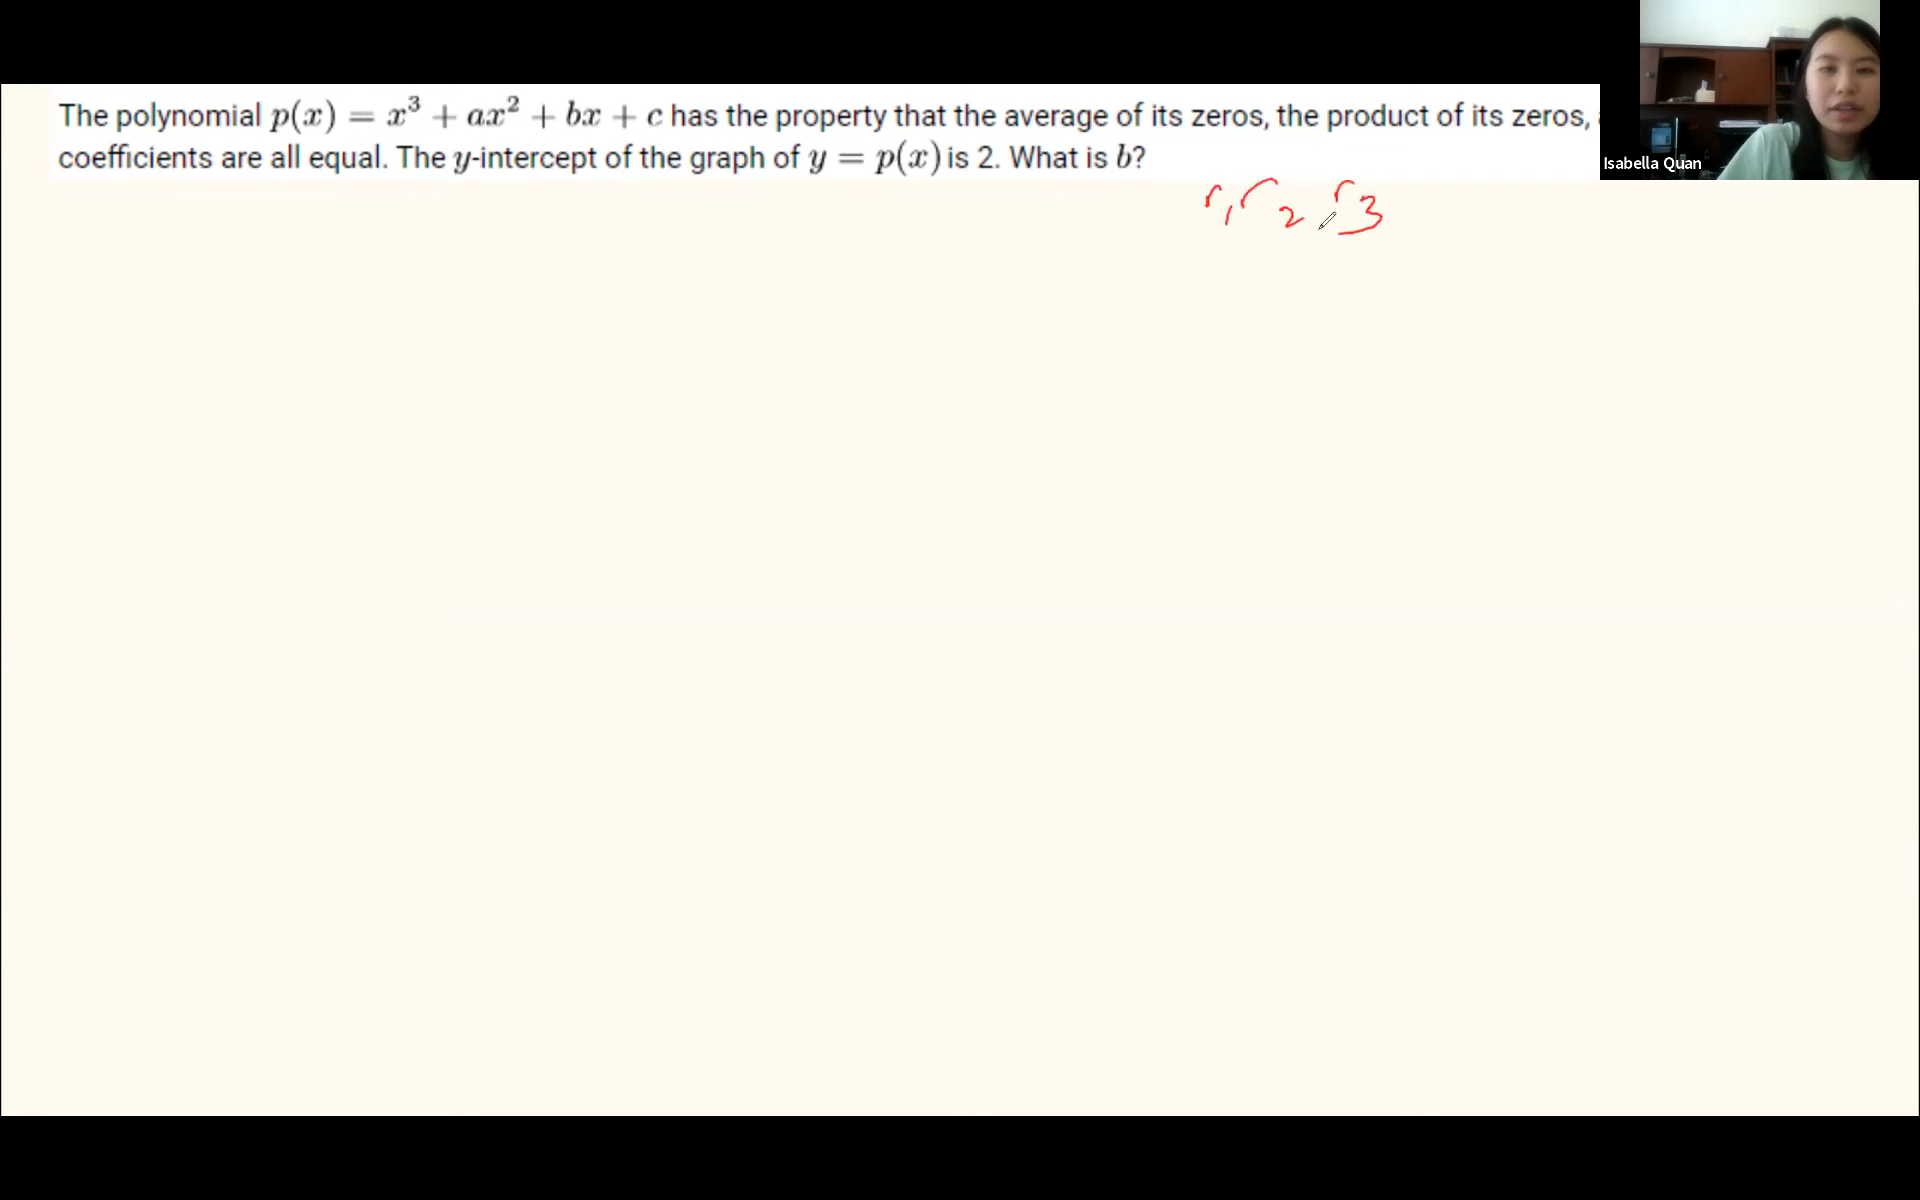 The polynomial p(x) = x³ + ax² + bx + c has the property that the average of its zeros, the product of its zeros,
coefficients are all equal. The y-intercept of the graph of y = p(x) is 2. What is b?
Isabella Quan
r₁ r₂, r₃